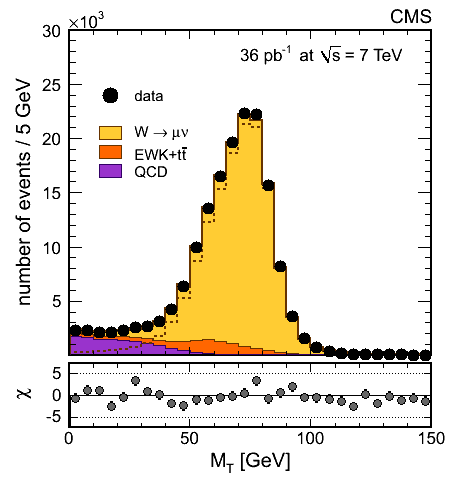 ×10³ CMS
30
36 pb⁻¹ at √s = 7 TeV
25
data
W → μν
EWK+tt̄
QCD
20
15
10
5
number of events / 5 GeV
5
0
-5
χ
0 50 100 150
M_T [GeV]